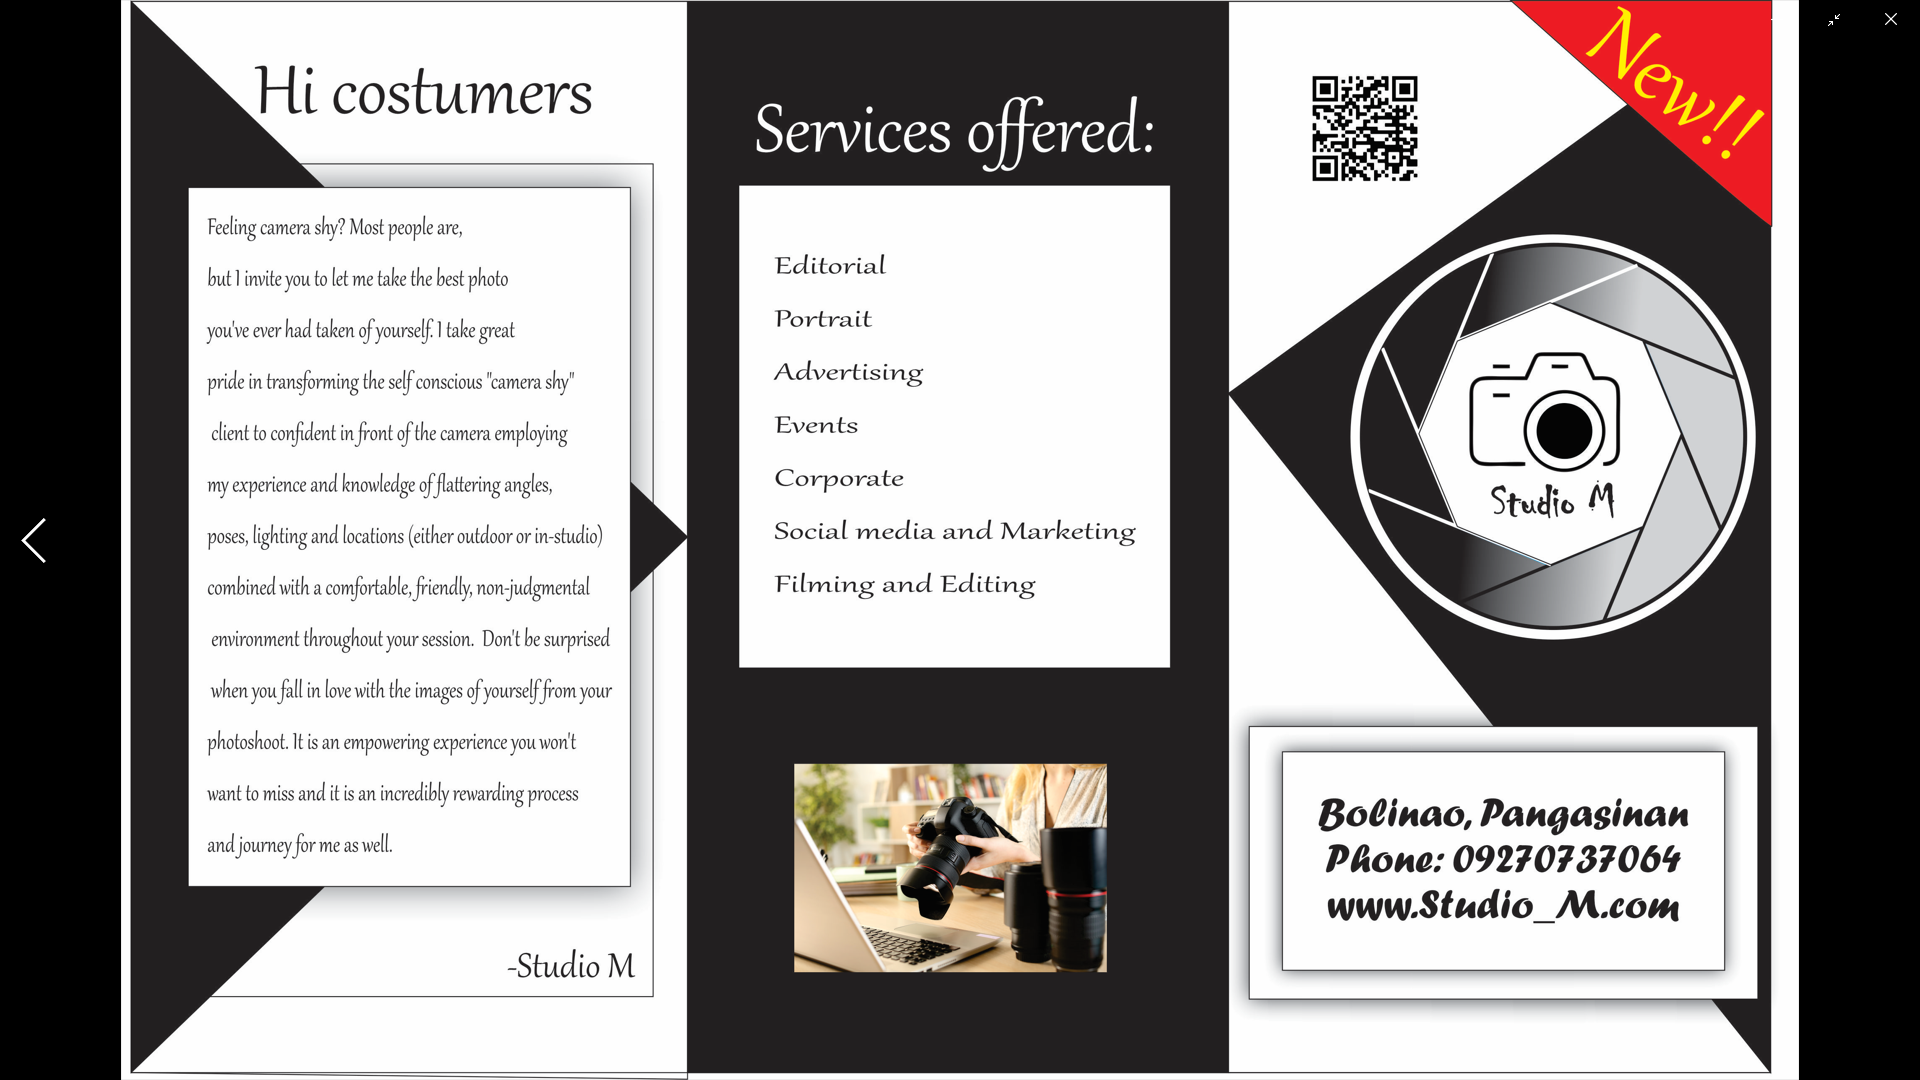 Hi costumers
Feeling camera shy? Most people are,
but I invite you to let me take the best photo
you've ever had taken of yourself. I take great
pride in transforming the self conscious "camera shy"
client to confident in front of the camera employing
my experience and knowledge of flattering angles,
poses, lighting and locations (either outdoor or in-studio)
combined with a comfortable, friendly, non-judgmental
environment throughout your session. Don't be surprised
when you fall in love with the images of yourself from your
photoshoot. It is an empowering experience you won't
want to miss and it is an incredibly rewarding process
and journey for me as well.
-Studio M
Services offered:
Editorial
Portrait
Advertising
Events
Corporate
Social media and Marketing
Filming and Editing
New!!
Studio M
Bolinao, Pangasinan
Phone: 09270737064
www.Studio_M.com